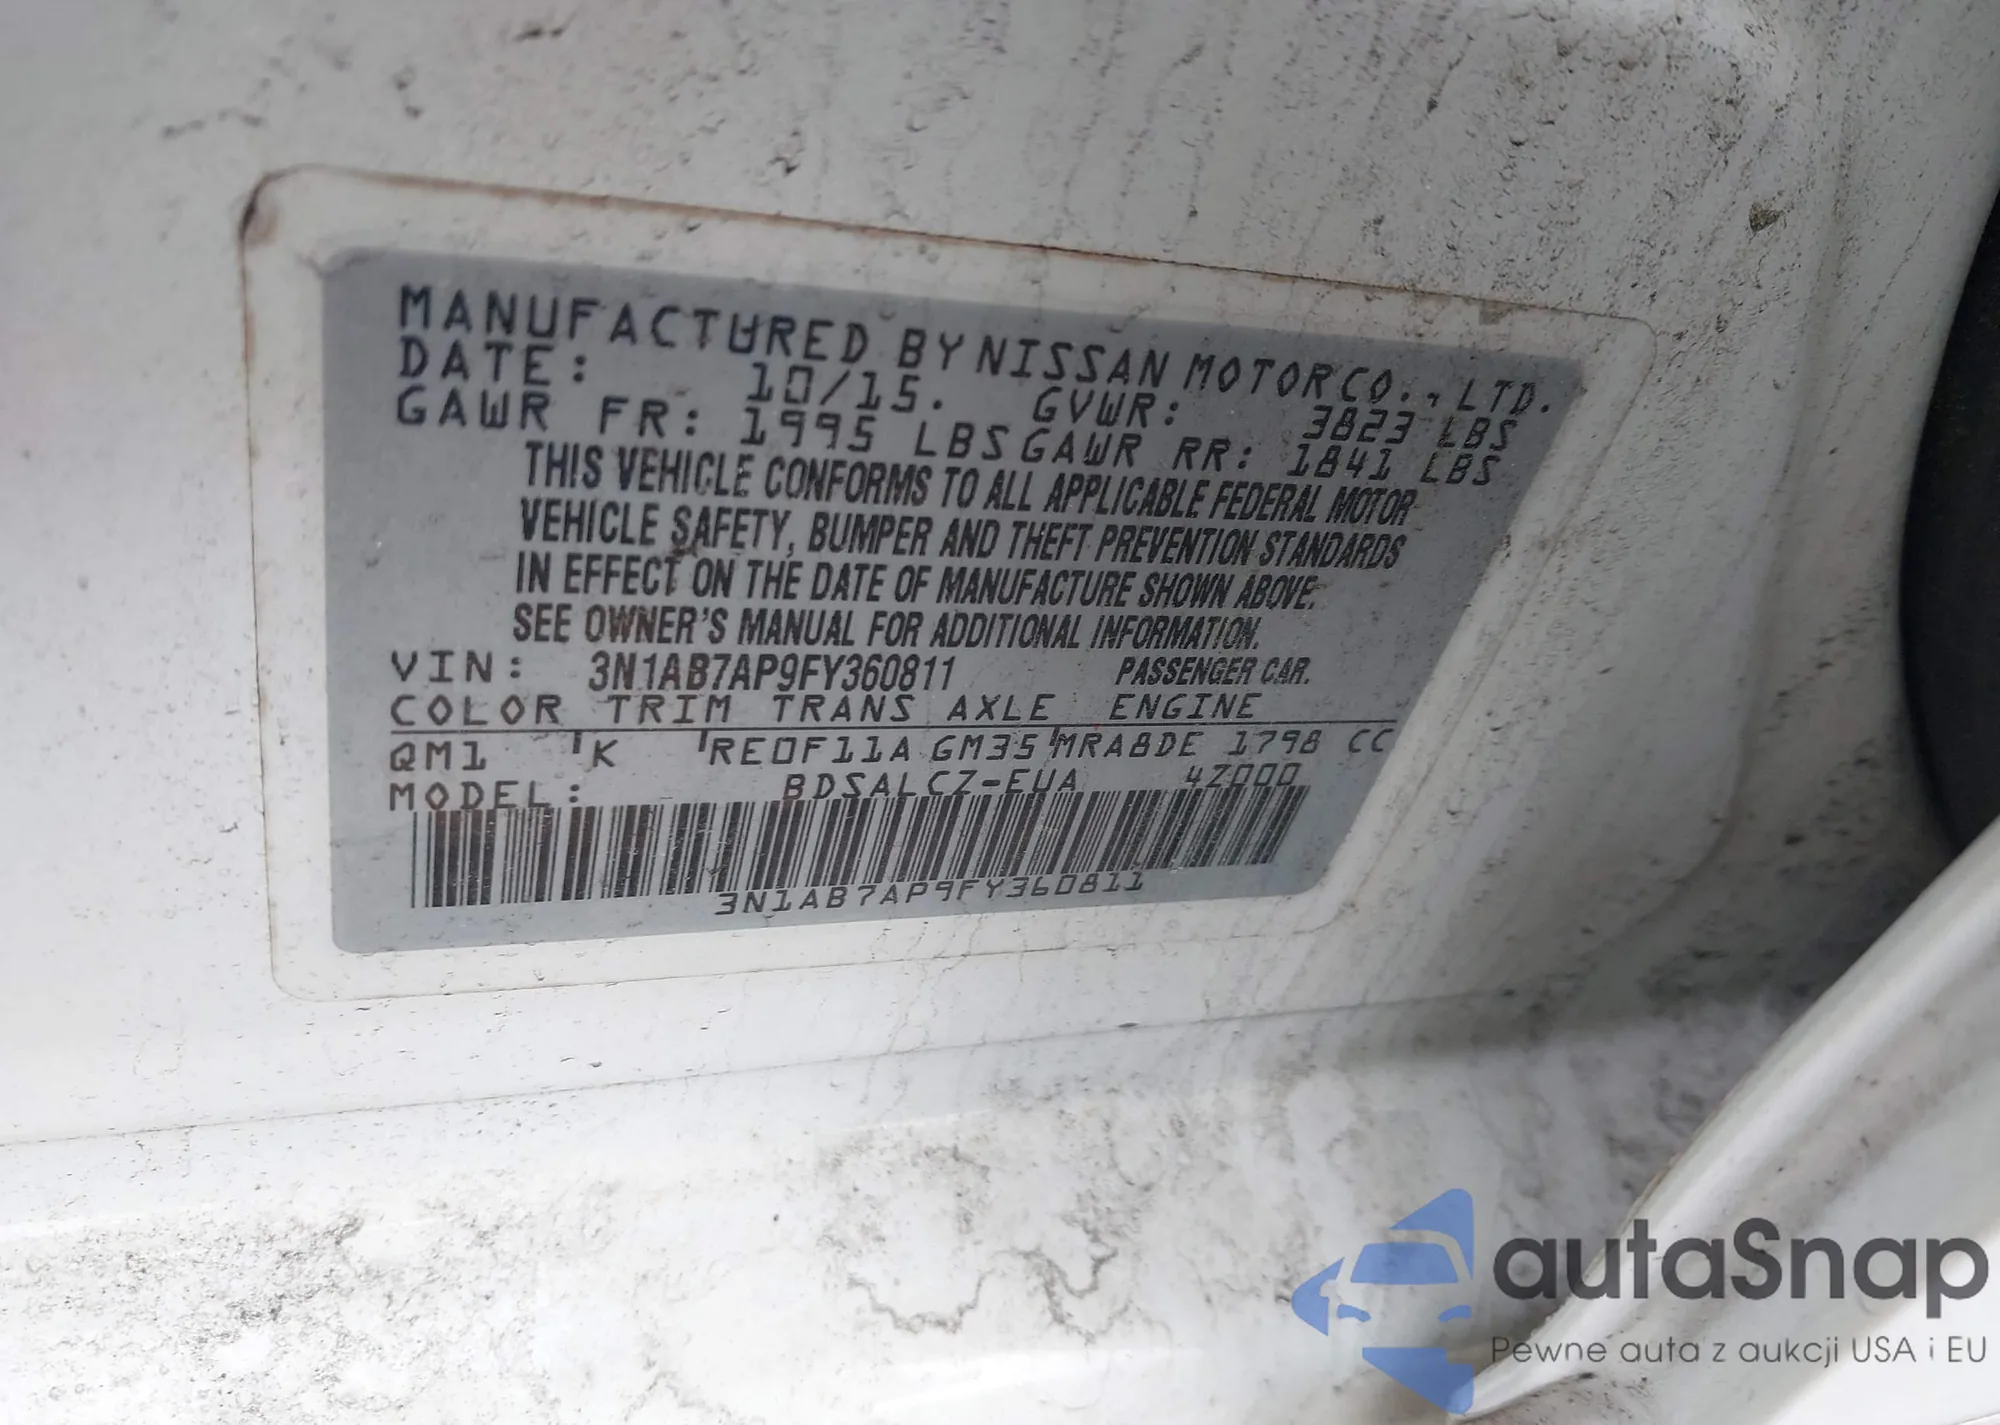 MANUFACTURED BY NISSAN MOTOR CO., LTD.
DATE: 10/15. GVWR: 3823 LBS
GAWR FR: 1995 LBS GAWR RR: 1841 LBS
THIS VEHICLE CONFORMS TO ALL APPLICABLE FEDERAL MOTOR
VEHICLE SAFETY, BUMPER AND THEFT PREVENTION STANDARDS
IN EFFECT ON THE DATE OF MANUFACTURE SHOWN ABOVE.
SEE OWNER'S MANUAL FOR ADDITIONAL INFORMATION.
VIN: 3N1AB7AP9FY360811 PASSENGER CAR.
COLOR TRIM TRANS AXLE ENGINE
QM1 K RE0F11A GM35 MRA8DE 1798 CC
MODEL: BDSALCZ-EUA 4Z000
3N1AB7AP9FY360811
autaSnap
Pewne auta z aukcji USA i EU